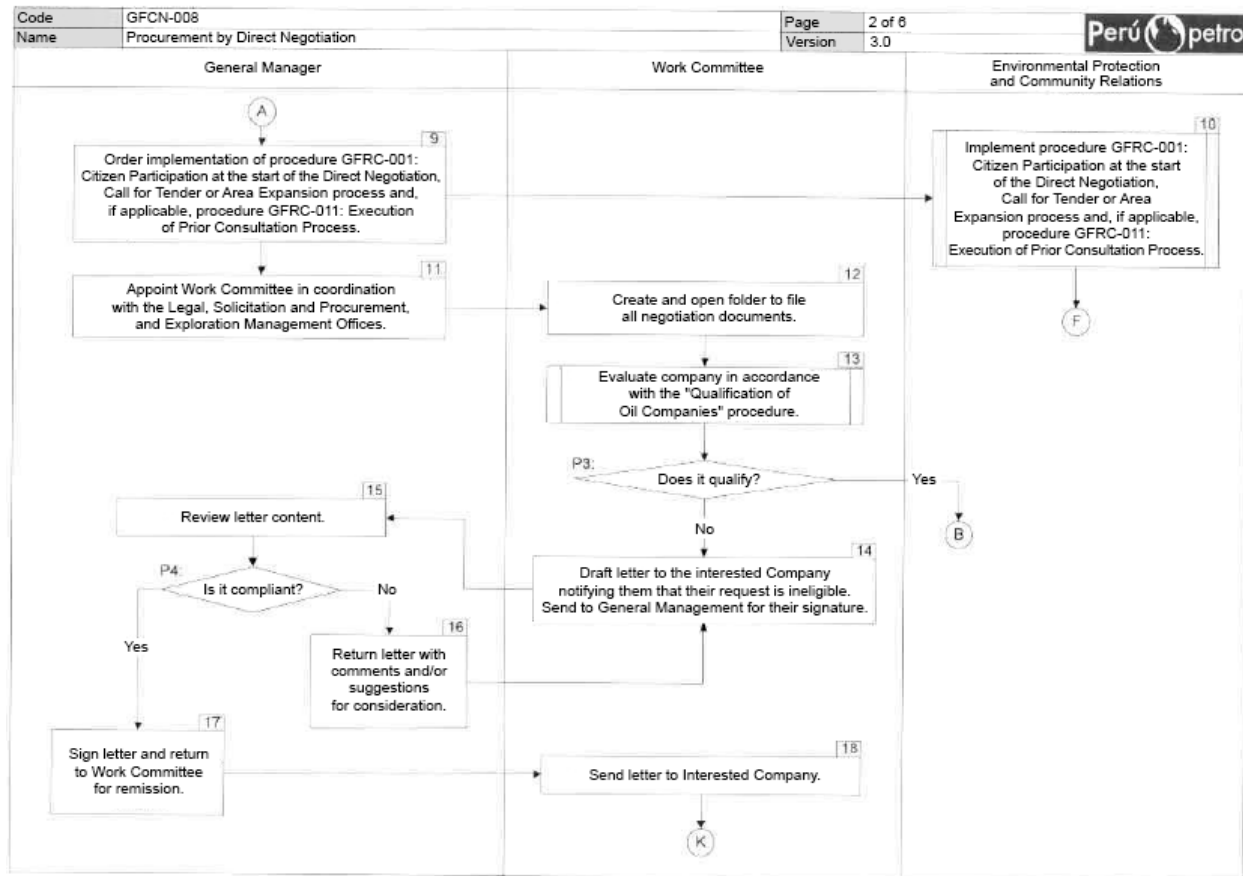 Code GFCN-008
Name Procurement by Direct Negotiation
Page 2 of 6
Version 3.0
Perú petro
General Manager
Work Committee
Environmental Protection
and Community Relations
A
9
Order implementation of procedure GFRC-001:
Citizen Participation at the start of the Direct Negotiation,
Call for Tender or Area Expansion process and,
if applicable, procedure GFRC-011: Execution
of Prior Consultation Process.
10
Implement procedure GFRC-001:
Citizen Participation at the start
of the Direct Negotiation,
Call for Tender or Area
Expansion process and, if applicable,
procedure GFRC-011:
Execution of Prior Consultation Process.
F
11
Appoint Work Committee in coordination
with the Legal, Solicitation and Procurement,
and Exploration Management Offices.
12
Create and open folder to file
all negotiation documents.
13
Evaluate company in accordance
with the "Qualification of
Oil Companies" procedure.
P3:
Does it qualify?
Yes
B
No
14
Draft letter to the interested Company
notifying them that their request is ineligible.
Send to General Management for their signature.
15
Review letter content.
P4:
Is it compliant?
No
Yes
16
Return letter with
comments and/or
suggestions
for consideration.
17
Sign letter and return
to Work Committee
for remission.
18
Send letter to Interested Company.
K